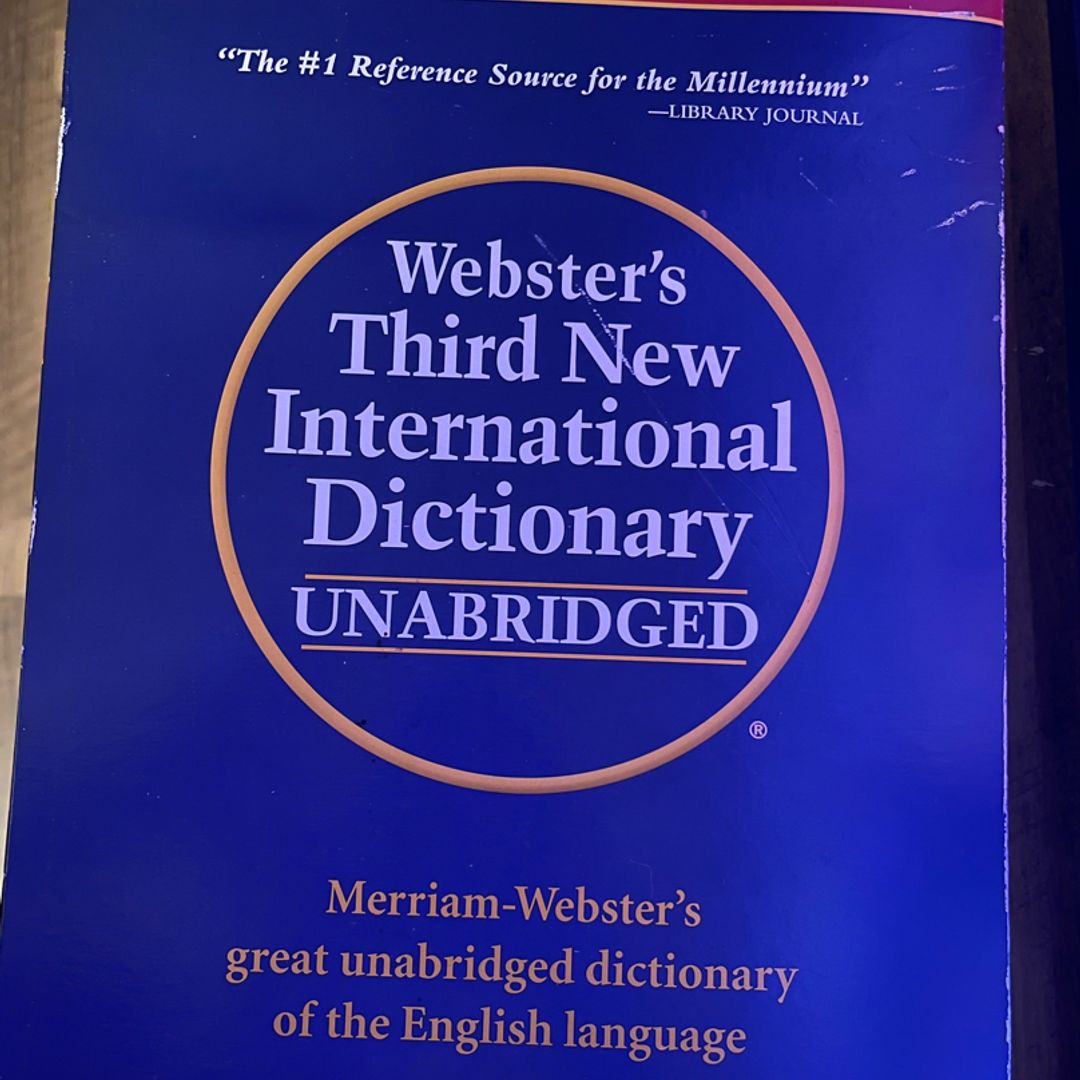 “The #1 Reference Source for the Millennium”
—LIBRARY JOURNAL
Webster’s
Third New
International
Dictionary
UNABRIDGED
®
Merriam-Webster’s
great unabridged dictionary
of the English language